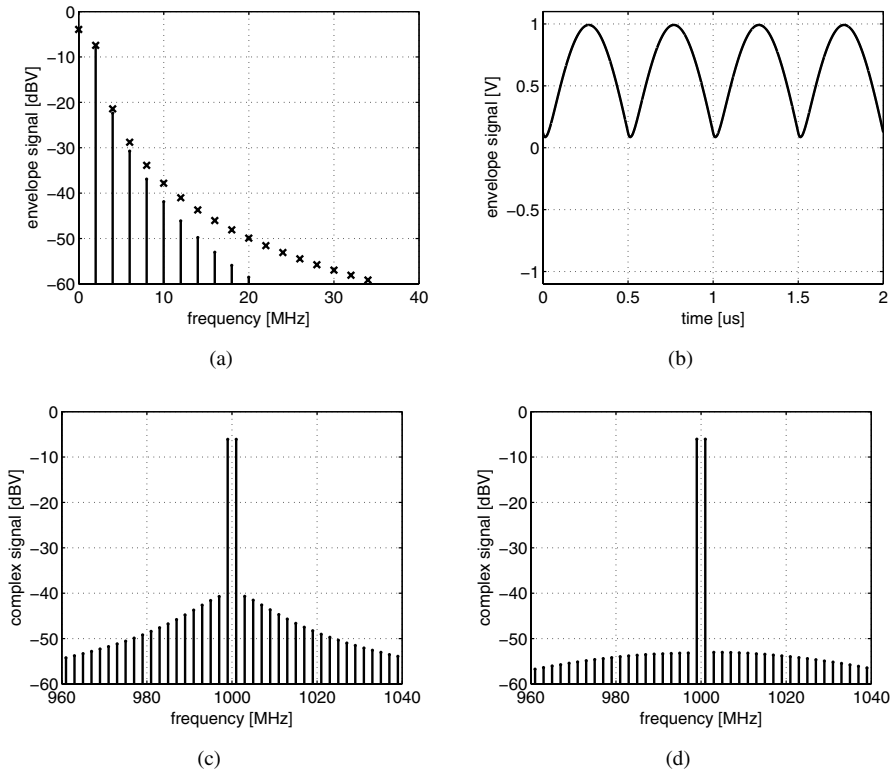 0
−10
−20
−30
−40
−50
−60
envelope signal [dBV]
0 10 20 30 40
frequency [MHz]
(a)
1
0.5
0
−0.5
−1
envelope signal [V]
0 0.5 1 1.5 2
time [us]
(b)
0
−10
−20
−30
−40
−50
−60
complex signal [dBV]
960 980 1000 1020 1040
frequency [MHz]
(c)
0
−10
−20
−30
−40
−50
−60
complex signal [dBV]
960 980 1000 1020 1040
frequency [MHz]
(d)